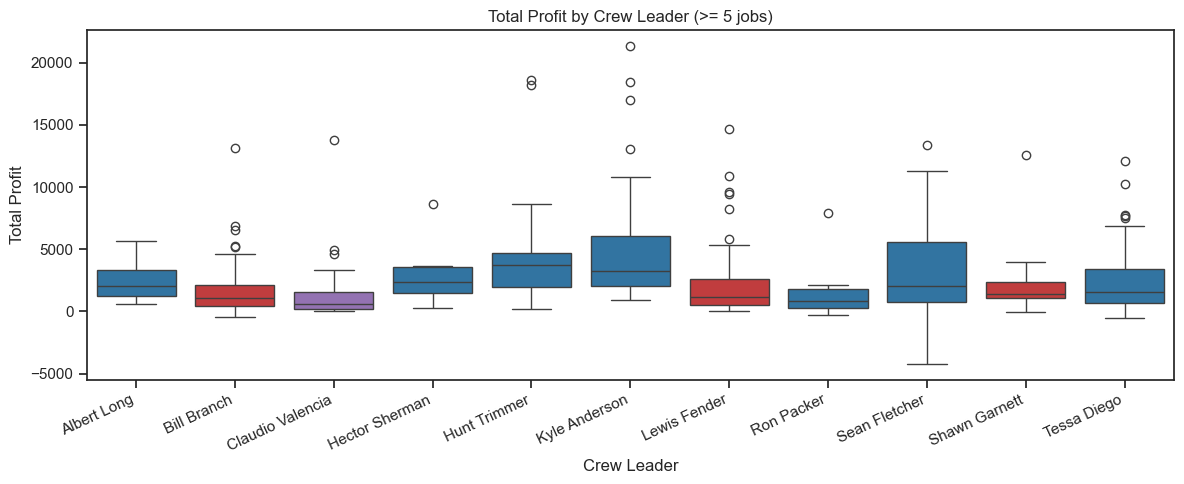 Total Profit by Crew Leader (>= 5 jobs)
Total Profit
20000
15000
10000
5000
0
−5000
Albert Long
Bill Branch
Claudio Valencia
Hector Sherman
Hunt Trimmer
Kyle Anderson
Lewis Fender
Ron Packer
Sean Fletcher
Shawn Garnett
Tessa Diego
Crew Leader